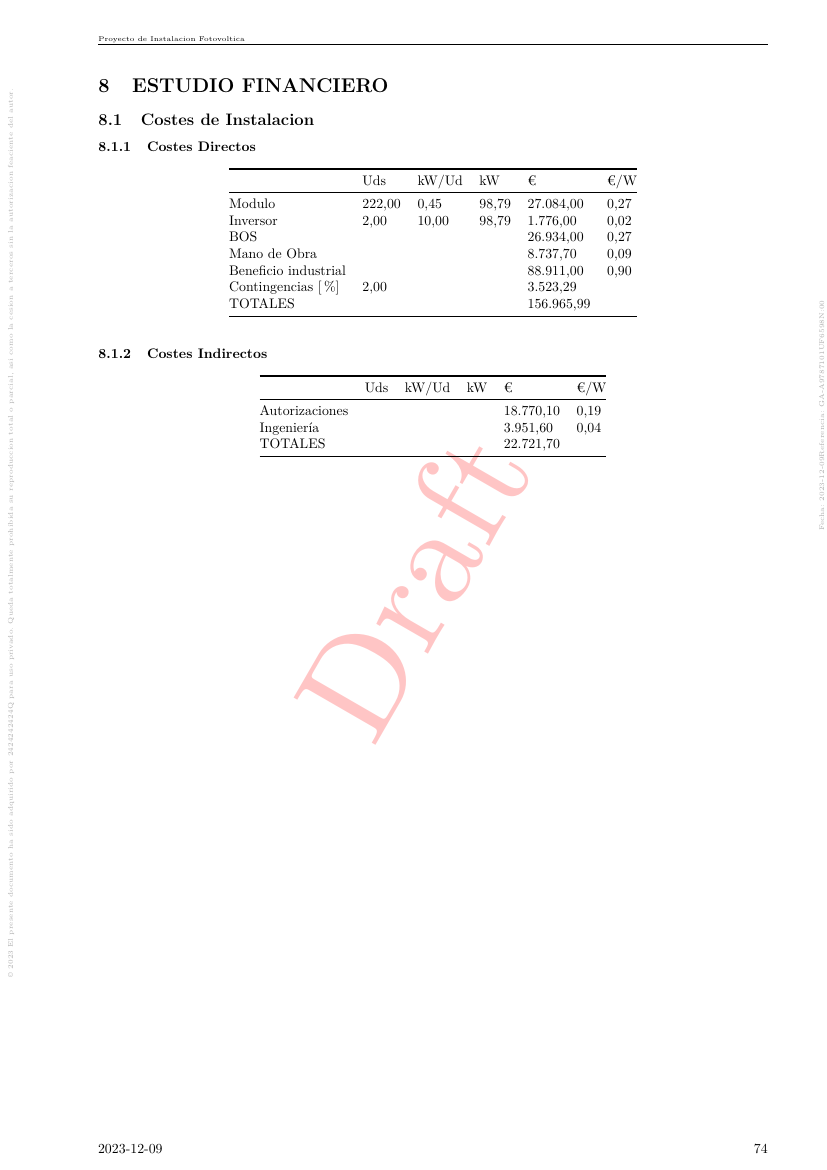 Proyecto de Instalacion Fotovoltica
8 ESTUDIO FINANCIERO
8.1 Costes de Instalacion
8.1.1 Costes Directos
Uds kW/Ud kW € €/W
Modulo 222,00 0,45 98,79 27.084,00 0,27
Inversor 2,00 10,00 98,79 1.776,00 0,02
BOS 26.934,00 0,27
Mano de Obra 8.737,70 0,09
Beneficio industrial 88.911,00 0,90
Contingencias [%] 2,00 3.523,29
TOTALES 156.965,99
8.1.2 Costes Indirectos
Uds kW/Ud kW € €/W
Autorizaciones 18.770,10 0,19
Ingeniería 3.951,60 0,04
TOTALES 22.721,70
Draft
© 2023 El presente documento ha sido adquirido por 2424242424Q para uso privado. Queda totalmente prohibida su reproduccion total o parcial, asi como la cesion a terceros sin la autorizacion feaciente del autor.
Fecha: 2023-12-09Referencia: GA-A9787101UF6598N.00
2023-12-09 74